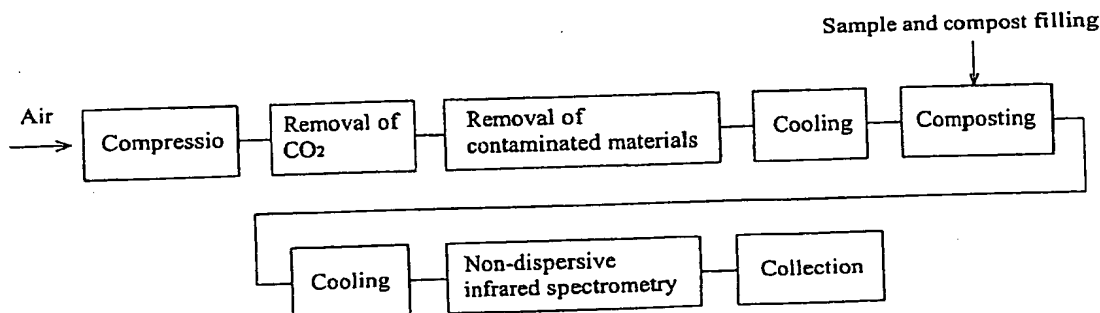 Sample and compost filling
Air
Compressio
Removal of
CO2
Removal of
contaminated materials
Cooling
Composting
Cooling
Non-dispersive
infrared spectrometry
Collection